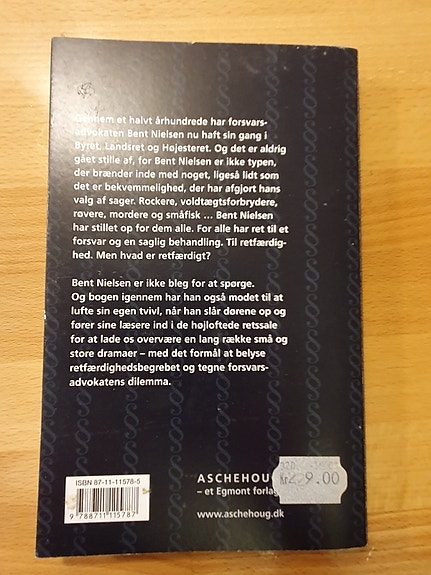 Gennem et halvt århundrede har forsvars-
advokaten Bent Nielsen nu haft sin gang i
Byret, Landsret og Højesteret. Og det er aldrig
gået stille af, for Bent Nielsen er ikke typen,
der brænder inde med noget, ligeså lidt som
det er bekvemmelighed, der har afgjort hans
valg af sager. Rockere, voldtægtsforbrydere,
røvere, mordere og småfisk ... Bent Nielsen
har stillet op for dem alle. For alle har ret til et
forsvar og en saglig behandling. Til retfærdig-
hed. Men hvad er retfærdigt?
Bent Nielsen er ikke bleg for at spørge.
Og bogen igennem har han også modet til at
lufte sin egen tvivl, når han slår dørene op og
fører sine læsere ind i de højloftede retssale
for at lade os overvære en lang række små og
store dramaer – med det formål at belyse
retfærdighedsbegrebet og tegne forsvars-
advokatens dilemma.
ISBN 87-11-11578-5
9 788711 115787
ASCHEHOUG
– et Egmont forlag
www.aschehoug.dk
320
9.00